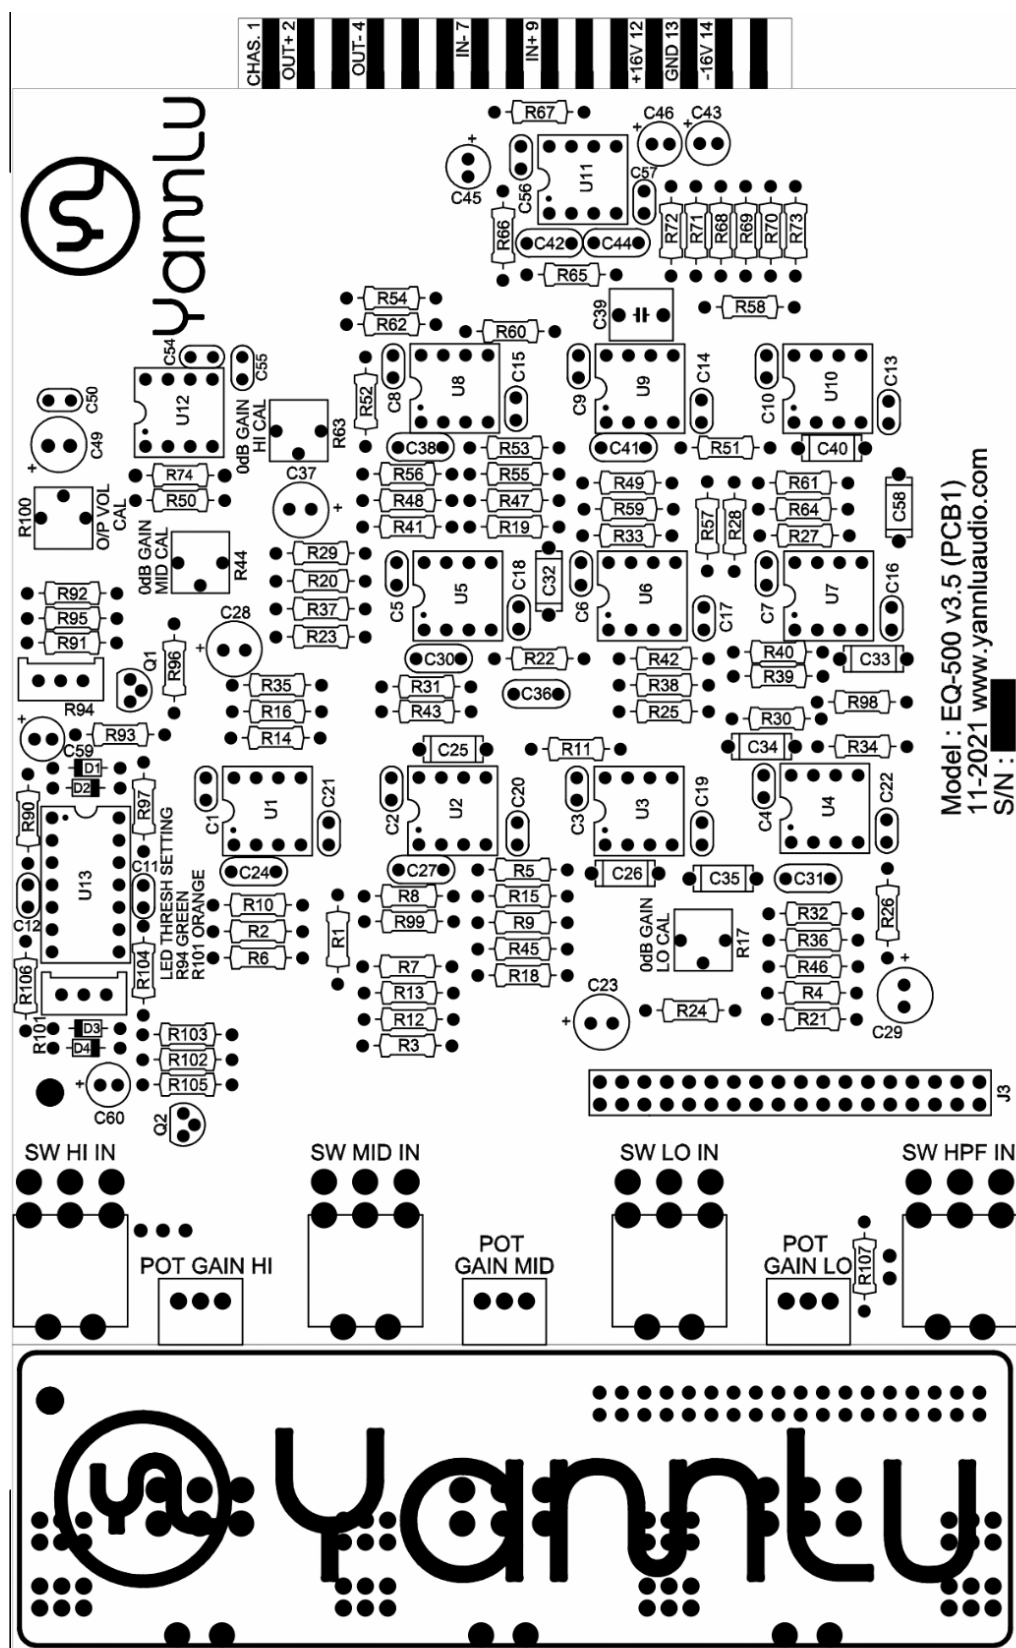 CHAS. 1
OUT+ 2
OUT- 4
IN- 7
IN+ 9
+16V 12
GND 13
-16V 14
Yannlu
R67
C46
C43
+
+
+
C45
C56
U11
C57
R66
C42
C44
R72
R71
R68
R69
R70
R73
R65
R54
R62
R60
C39
R58
C54
C55
U12
C50
C49
+
R52
C8
U8
C15
C9
U9
C14
C10
U10
C13
0dB GAIN
HI CAL
R63
C38
R53
C41
R51
C40
R74
R50
C37
+
R56
R55
R48
R47
R41
R19
R49
R59
R33
R57
R28
R61
R64
R27
C58
R100
O/P VOL
CAL
0dB GAIN
MID CAL
R44
R29
R20
R37
R23
C5
U5
C18
C32
C6
U6
C17
C7
U7
C16
R92
R95
R91
R94
Q1
R96
C28
+
C30
R22
R42
R40
C33
R35
R16
R14
R31
R43
C36
R38
R25
R39
R98
R30
R34
C34
+
C59
R93
D1
D2
R90
R97
C25
R11
C1
U1
C21
C2
U2
C20
C3
U3
C19
C4
U4
C22
U13
C11
C12
LED THRESH SETTING
R94 GREEN
R101 ORANGE
C24
C27
R5
C26
C35
C31
R10
R2
R6
R1
R8
R99
R15
R9
R45
R18
0dB GAIN
LO CAL
R17
R32
R36
R46
R4
R21
R26
R106
R104
R101
R7
R13
R12
R3
C23
+
R24
C29
+
D3
D4
R103
R102
R105
+
C60
Q2
J3
Model : EQ-500 v3.5 (PCB1)
11-2021 www.yannluaudio.com
S/N :
SW HI IN
SW MID IN
SW LO IN
SW HPF IN
POT GAIN HI
POT
GAIN MID
POT
GAIN LO
R107
Yannlu